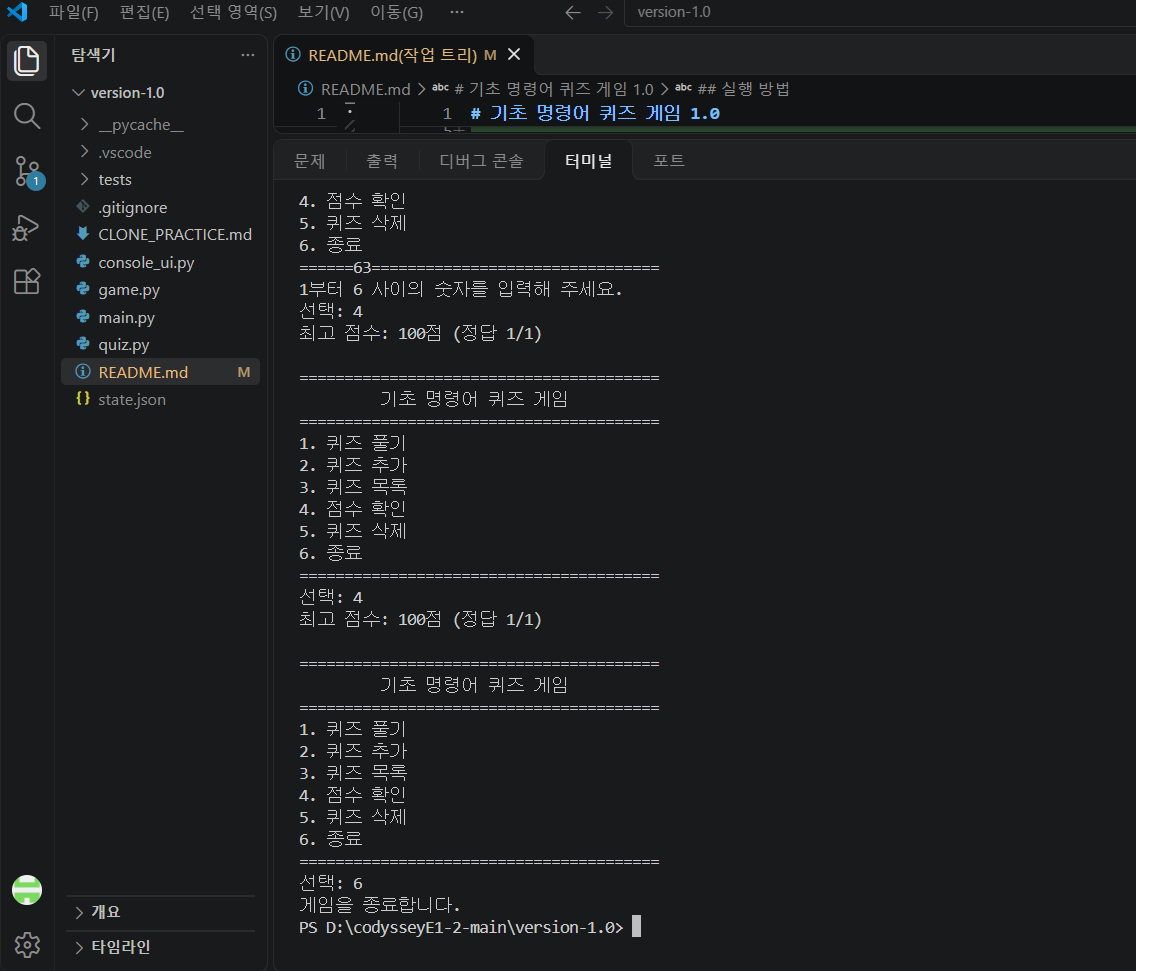 파일(F) 편집(E) 선택 영역(S) 보기(V) 이동(G) ··· version-1.0
탐색기 ···
version-1.0
__pycache__
.vscode
tests
.gitignore
CLONE_PRACTICE.md
console_ui.py
game.py
main.py
quiz.py
README.md M
state.json
개요
타임라인
1
README.md(작업 트리) M
README.md > # 기초 명령어 퀴즈 게임 1.0 > ## 실행 방법
1 1 # 기초 명령어 퀴즈 게임 1.0
문제 출력 디버그 콘솔 터미널 포트
4. 점수 확인
5. 퀴즈 삭제
6. 종료
======63================================
1부터 6 사이의 숫자를 입력해 주세요.
선택: 4
최고 점수: 100점 (정답 1/1)
========================================
기초 명령어 퀴즈 게임
========================================
1. 퀴즈 풀기
2. 퀴즈 추가
3. 퀴즈 목록
4. 점수 확인
5. 퀴즈 삭제
6. 종료
========================================
선택: 4
최고 점수: 100점 (정답 1/1)
========================================
기초 명령어 퀴즈 게임
========================================
1. 퀴즈 풀기
2. 퀴즈 추가
3. 퀴즈 목록
4. 점수 확인
5. 퀴즈 삭제
6. 종료
========================================
선택: 6
게임을 종료합니다.
PS D:\codysseyE1-2-main\version-1.0>